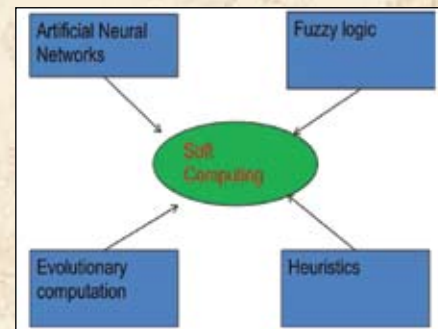 Artificial Neural
Networks
Fuzzy logic
Soft
Computing
Evolutionary
computation
Heuristics